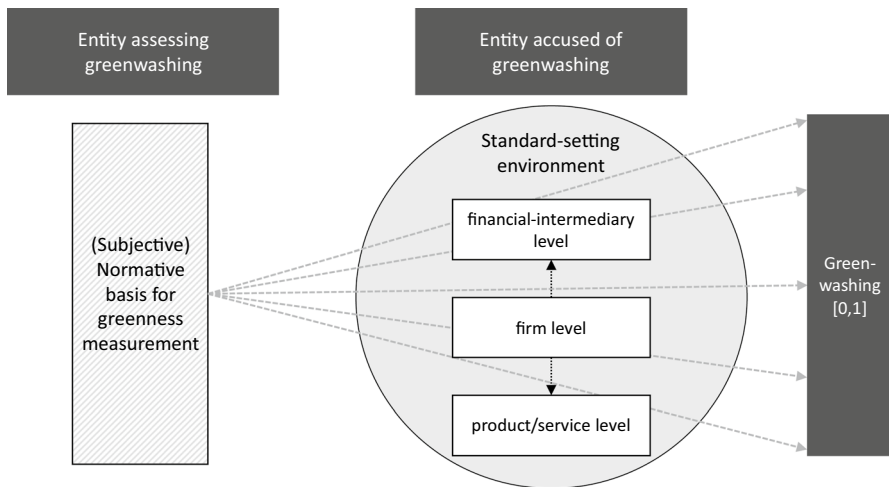 Entity assessing
greenwashing
Entity accused of
greenwashing
(Subjective)
Normative
basis for
greenness
measurement
Standard-setting
environment
financial-intermediary
level
firm level
product/service level
Green-
washing
[0,1]